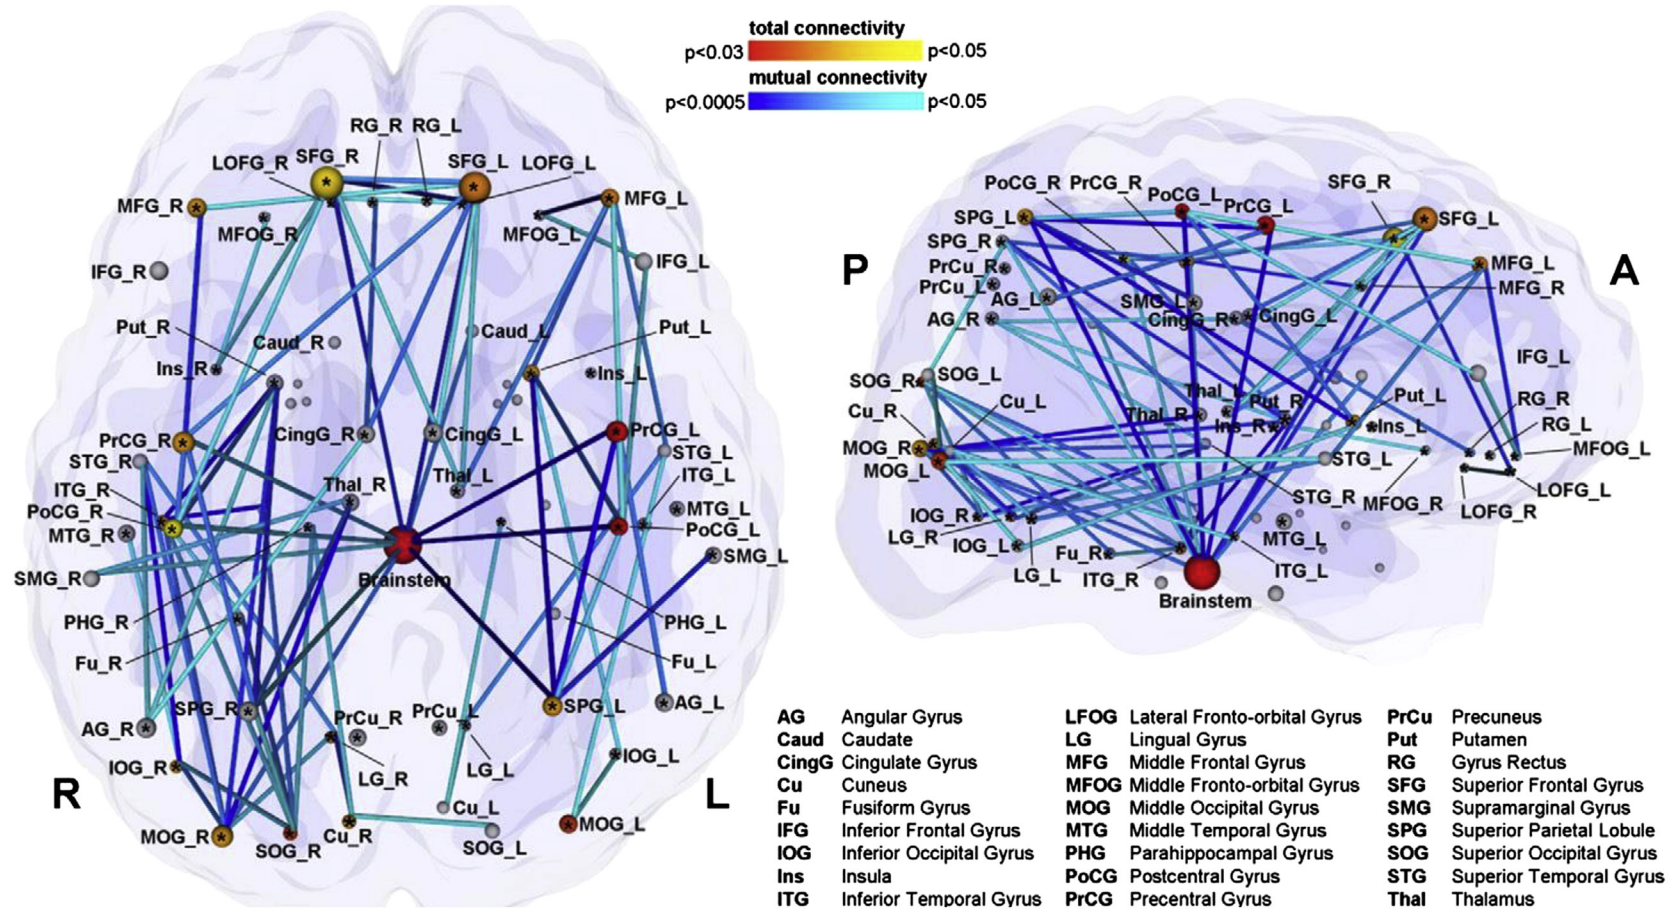 total connectivity
p<0.03 p<0.05
mutual connectivity
p<0.0005 p<0.05
RG_R RG_L
LOFG_R SFG_R SFG_L LOFG_L
MFG_R MFG_L
MFOG_R MFOG_L
IFG_R IFG_L
Put_R Caud_L Put_L
Caud_R
Ins_R Ins_L
PrCG_R CingG_R CingG_L PrCG_L
STG_R STG_L
Thal_L ITG_L
ITG_R Thal_R
PoCG_R MTG_L
MTG_R PoCG_L
SMG_L
SMG_R Brainstem
PHG_R PHG_L
Fu_R Fu_L
SPG_R PrCu_R PrCu_L SPG_L AG_L
AG_R
IOG_R LG_R LG_L IOG_L
R L
Cu_L
MOG_R SOG_R Cu_R SOG_L MOG_L
PoCG_R PrCG_R PoCG_L PrCG_L SFG_R
SPG_L SFG_L
SPG_R
P PrCu_R MFG_L A
PrCu_L AG_L SMG_L MFG_R
AG_R CingG_R CingG_L
IFG_L
SOG_R SOG_L
Thal_L Put_R Put_L RG_R
Cu_R Cu_L Thal_R Ins_R Ins_L RG_L
MOG_R MFOG_L
MOG_L STG_L
STG_R MFOG_R LOFG_L
IOG_R LOFG_R
LG_R IOG_L MTG_L
Fu_R
LG_L ITG_R ITG_L
Brainstem
AG Angular Gyrus LFOG Lateral Fronto-orbital Gyrus PrCu Precuneus
Caud Caudate LG Lingual Gyrus Put Putamen
CingG Cingulate Gyrus MFG Middle Frontal Gyrus RG Gyrus Rectus
Cu Cuneus MFOG Middle Fronto-orbital Gyrus SFG Superior Frontal Gyrus
Fu Fusiform Gyrus MOG Middle Occipital Gyrus SMG Supramarginal Gyrus
IFG Inferior Frontal Gyrus MTG Middle Temporal Gyrus SPG Superior Parietal Lobule
IOG Inferior Occipital Gyrus PHG Parahippocampal Gyrus SOG Superior Occipital Gyrus
Ins Insula PoCG Postcentral Gyrus STG Superior Temporal Gyrus
ITG Inferior Temporal Gyrus PrCG Precentral Gyrus Thal Thalamus